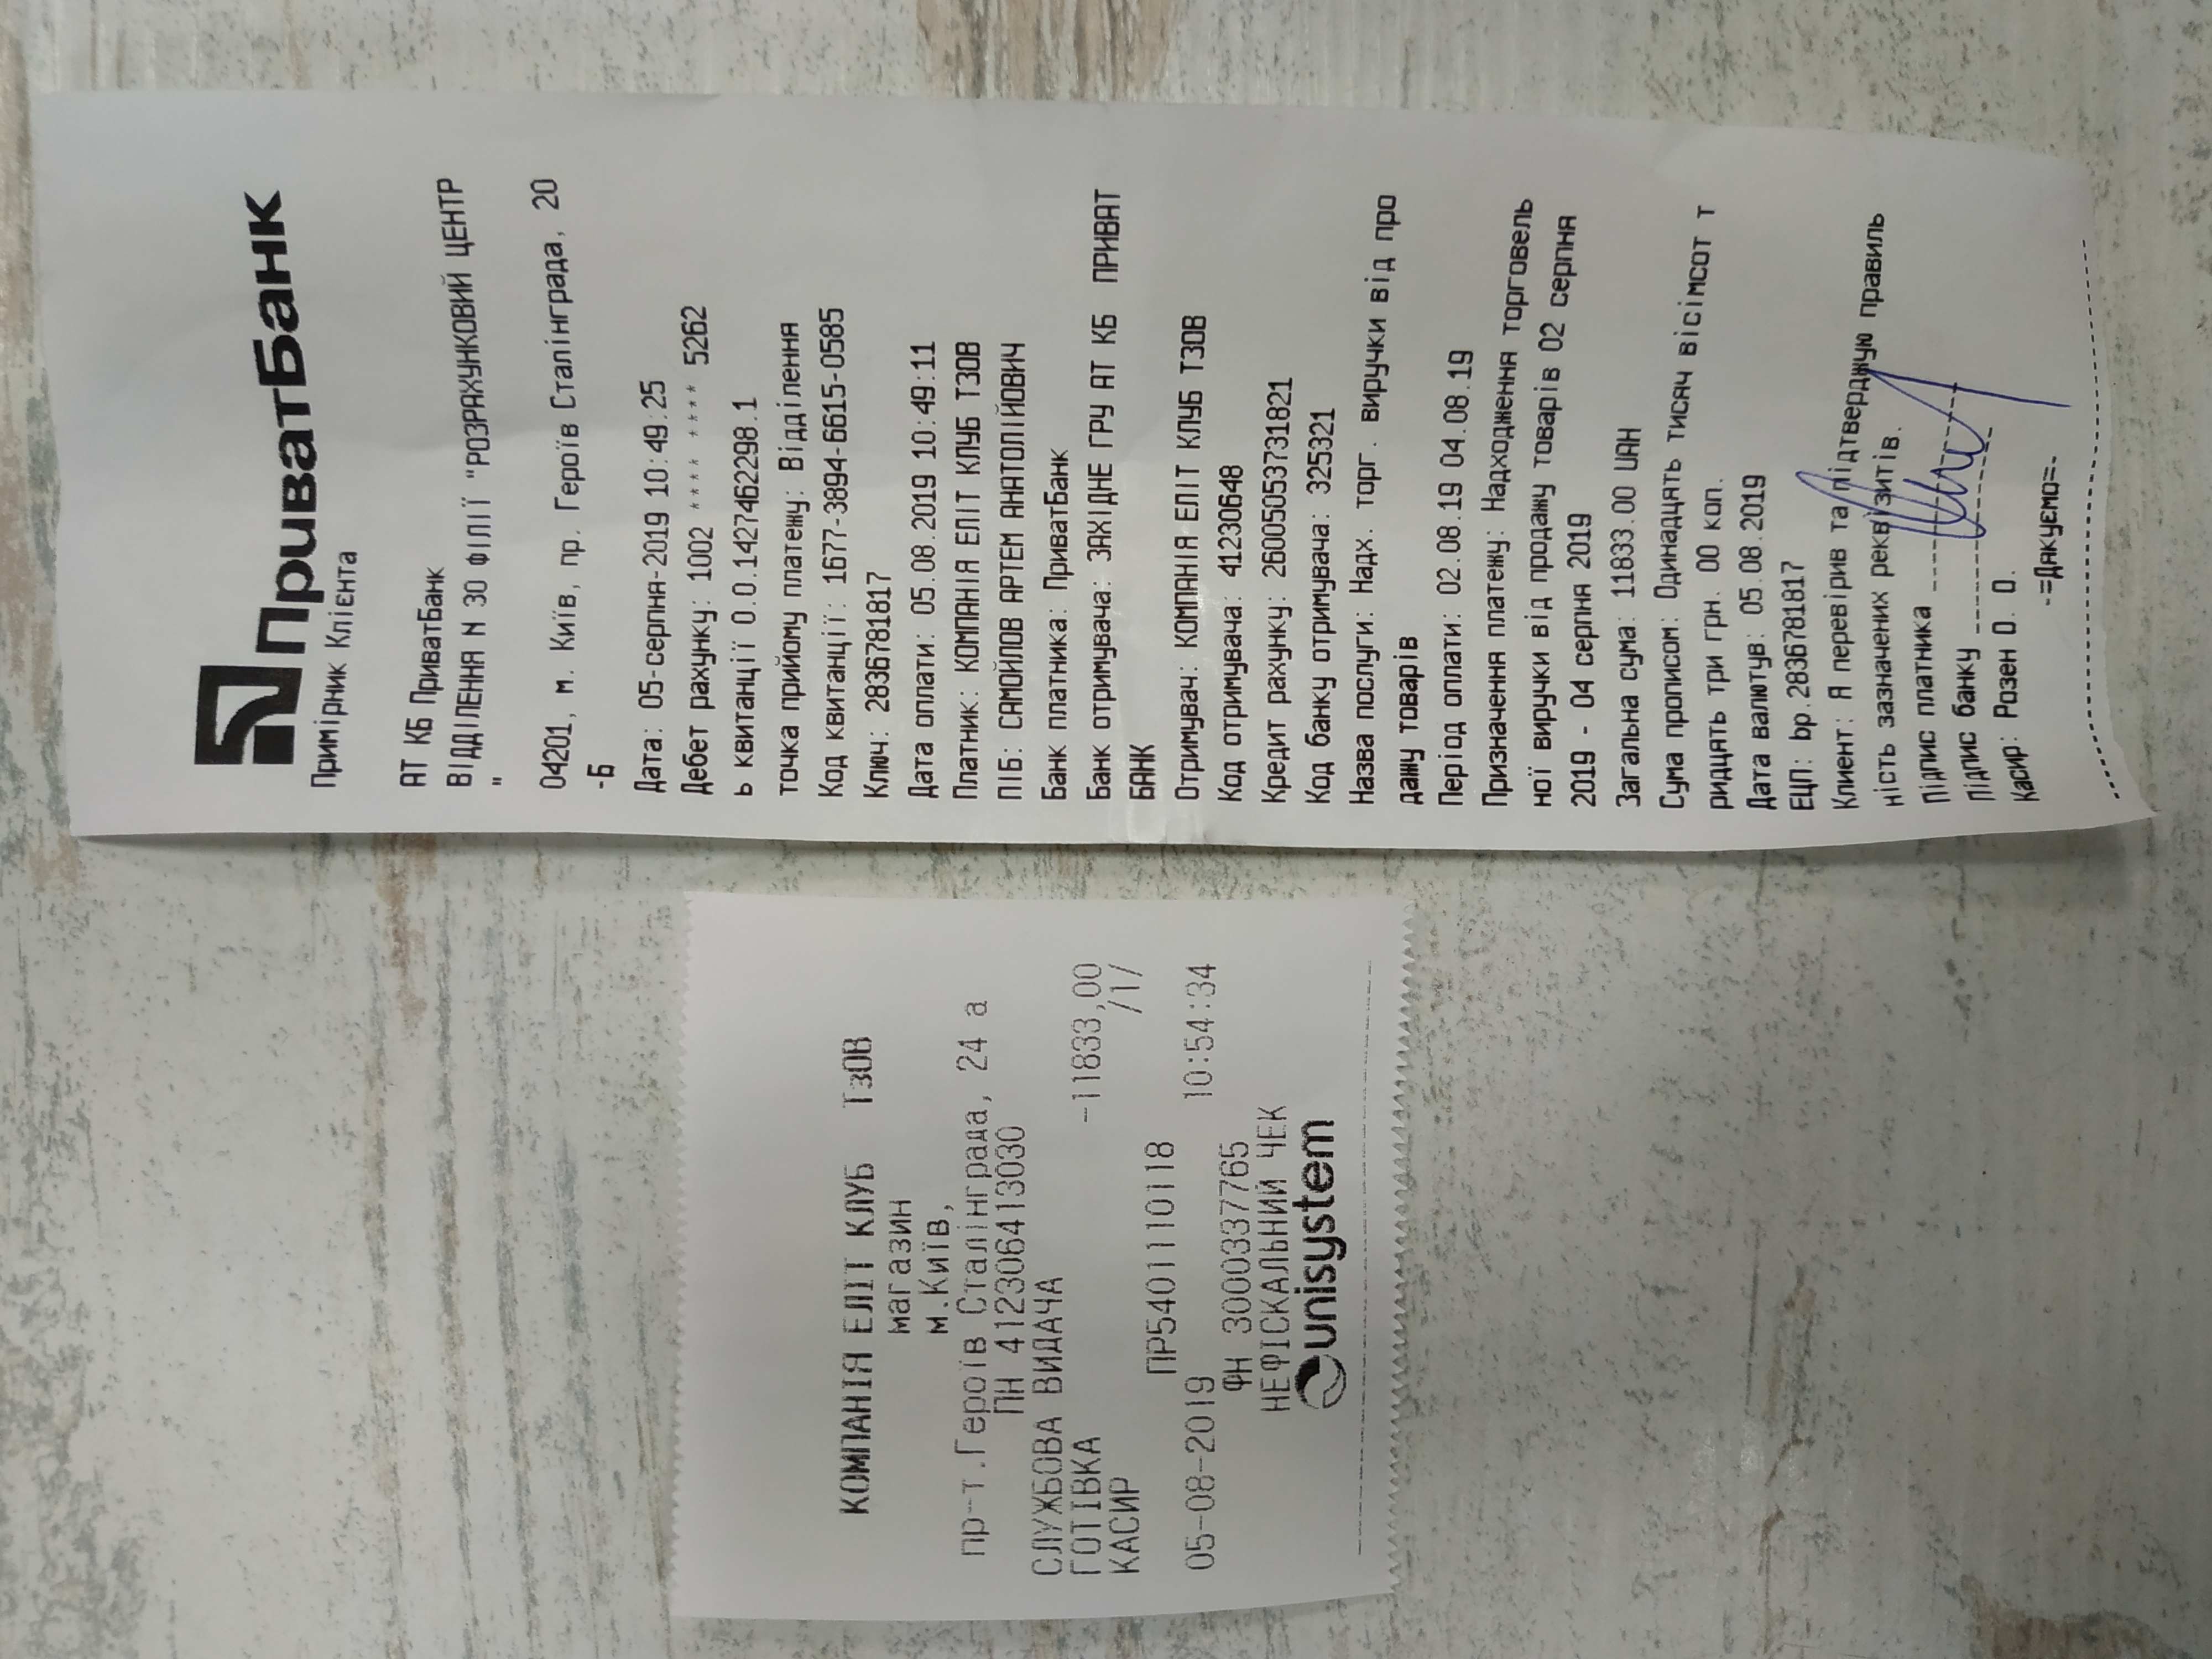 КОМПАНІЯ ЕЛІТ КЛУБ ТзОВ
магазин
м.Київ,
пр-т.Героїв Сталінграда, 24 а
ПН 412306413030
СЛУЖБОВА ВИДАЧА
ГОТІВКА -11833,00
КАСИР /1/
ПР5401110118
05-08-2019 10:54:34
ФН 3000337765
НЕФІСКАЛЬНИЙ ЧЕК
unisystem
ПриватБанк
Примірник Клієнта
АТ КБ ПриватБанк
ВІДДІЛЕННЯ N 30 ФІЛІЇ "РОЗРАХУНКОВИЙ ЦЕНТР
"
04201, м. Київ, пр. Героїв Сталінграда, 20
-Б
Дата: 05-серпня-2019 10:49:25
Дебет рахунку: 1002 **** **** 5262
ь квитанції 0.0.1427462298.1
точка прийому платежу: Відділення
Код квитанції: 1677-3894-6615-0585
Ключ: 2836781817
Дата оплати: 05.08.2019 10:49:11
Платник: КОМПАНІЯ ЕЛІТ КЛУБ ТЗОВ
ПІБ: САМОЙЛОВ АРТЕМ АНАТОЛІЙОВИЧ
Банк платника: ПриватБанк
Банк отримувача: ЗАХІДНЕ ГРУ АТ КБ ПРИВАТ
БАНК
Отримувач: КОМПАНІЯ ЕЛІТ КЛУБ ТЗОВ
Код отримувача: 41230648
Кредит рахунку: 26005053731821
Код банку отримувача: 325321
Назва послуги: Надх. торг. виручки від про
дажу товарів
Період оплати: 02.08.19 04.08.19
Призначення платежу: Надходження торговель
ної виручки від продажу товарів 02 серпня
2019 - 04 серпня 2019
Загальна сума: 11833.00 UAH
Сума прописом: Одинадцять тисяч вісімсот т
ридцять три грн. 00 коп.
Дата валютув: 05.08.2019
ЕЦП: bp.2836781817
Клиент: Я перевірив та підтверджую правиль
ність зазначених реквізитів.
Підпис платника
Підпис банку
Касир: Розен О. О.
-=Дякуємо=-